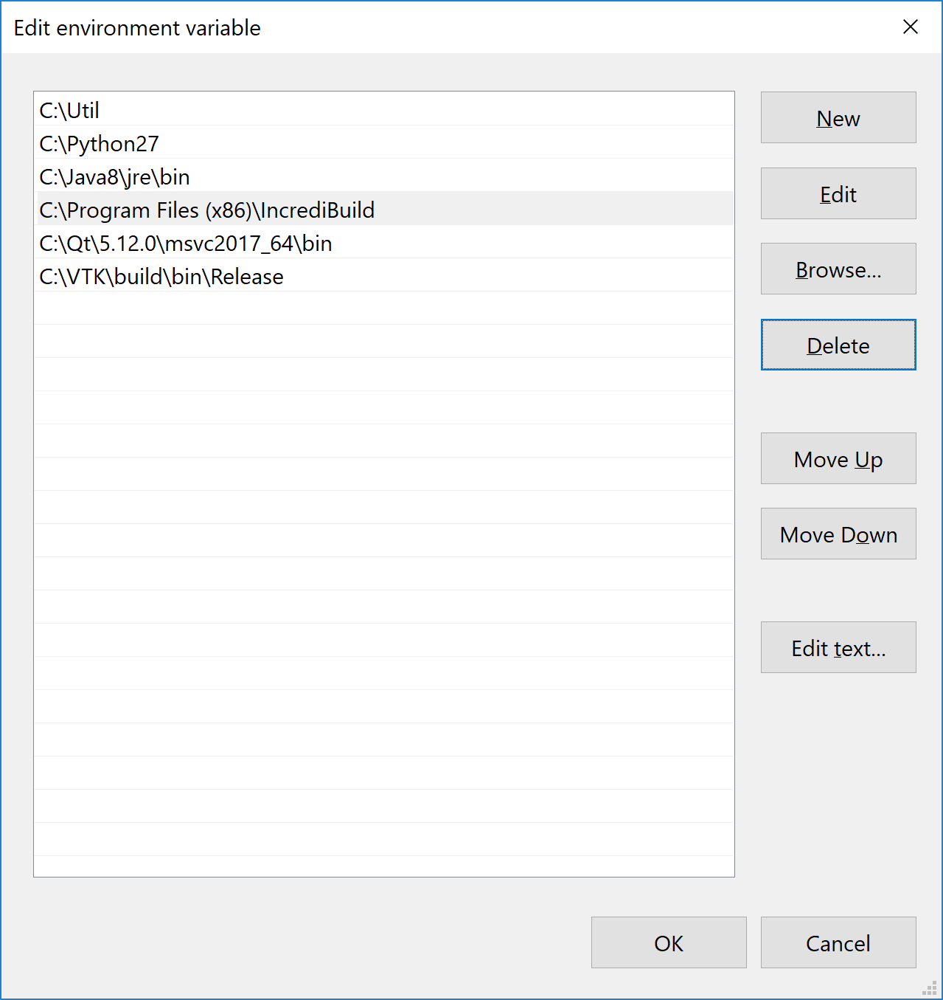 Edit environment variable
C:\Util
C:\Python27
C:\Java8\jre\bin
C:\Program Files (x86)\IncrediBuild
C:\Qt\5.12.0\msvc2017_64\bin
C:\VTK\build\bin\Release
New
Edit
Browse...
Delete
Move Up
Move Down
Edit text...
OK
Cancel